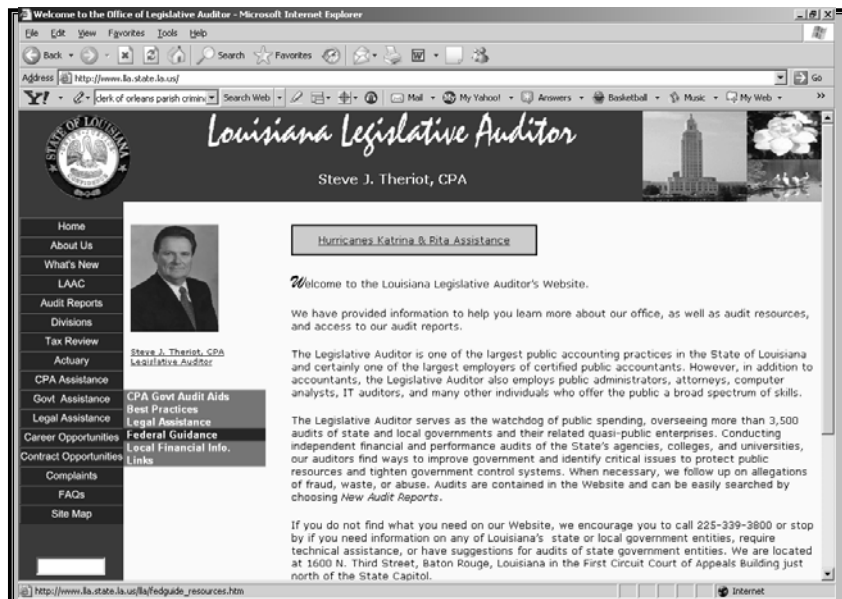 Welcome to the Office of Legislative Auditor - Microsoft Internet Explorer
File Edit View Favorites Tools Help
Back Search Favorites
Address http://www.lla.state.la.us/ Go
Y! clerk of orleans parish crimin Search Web Mail My Yahoo! Answers Basketball Music My Web »
STATE OF LOUISIANA
Louisiana Legislative Auditor
Steve J. Theriot, CPA
Home
About Us
What's New
LAAC
Audit Reports
Divisions
Tax Review
Actuary
CPA Assistance
Govt Assistance
Legal Assistance
Career Opportunities
Contract Opportunities
Complaints
FAQs
Site Map
Steve J. Theriot, CPA
Legislative Auditor
CPA Govt Audit Aids
Best Practices
Legal Assistance
Federal Guidance
Local Financial Info.
Links
Hurricanes Katrina & Rita Assistance
Welcome to the Louisiana Legislative Auditor's Website.
We have provided information to help you learn more about our office, as well as audit resources,
and access to our audit reports.
The Legislative Auditor is one of the largest public accounting practices in the State of Louisiana
and certainly one of the largest employers of certified public accountants. However, in addition to
accountants, the Legislative Auditor also employs public administrators, attorneys, computer
analysts, IT auditors, and many other individuals who offer the public a broad spectrum of skills.
The Legislative Auditor serves as the watchdog of public spending, overseeing more than 3,500
audits of state and local governments and their related quasi-public enterprises. Conducting
independent financial and performance audits of the State's agencies, colleges, and universities,
our auditors find ways to improve government and identify critical issues to protect public
resources and tighten government control systems. When necessary, we follow up on allegations
of fraud, waste, or abuse. Audits are contained in the Website and can be easily searched by
choosing New Audit Reports.
If you do not find what you need on our Website, we encourage you to call 225-339-3800 or stop
by if you need information on any of Louisiana's state or local government entities, require
technical assistance, or have suggestions for audits of state government entities. We are located
at 1600 N. Third Street, Baton Rouge, Louisiana in the First Circuit Court of Appeals Building just
north of the State Capitol.
http://www.lla.state.la.us/lla/fedguide_resources.htm Internet